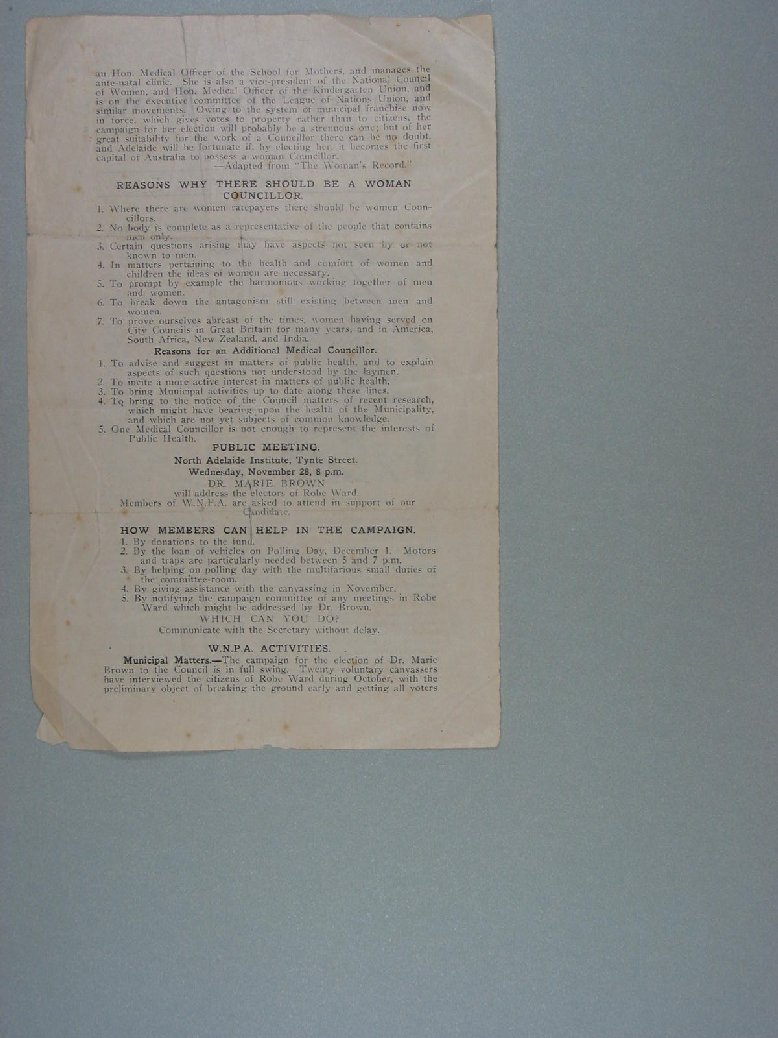 an Hon. Medical Officer of the School for Mothers, and manages the
ante-natal clinic. She is also a vice-president of the National Council
of Women, and Hon. Medical Officer of the Kindergarten Union, and
is on the executive committee of the League of Nations Union, and
similar movements. Owing to the system of municipal franchise now
in force, which gives votes to property rather than to citizens, the
campaign for her election will probably be a strenuous one; but of her
great suitability for the work of a Councillor there can be no doubt,
and Adelaide will be fortunate if, by electing her, it becomes the first
capital of Australia to possess a woman Councillor.
—Adapted from "The Woman's Record."
REASONS WHY THERE SHOULD BE A WOMAN
COUNCILLOR.
1. Where there are women ratepayers there should be women Coun-
cillors.
2. No body is complete as a representative of the people that contains
men only.
3. Certain questions arising may have aspects not seen by or not
known to men.
4. In matters pertaining to the health and comfort of women and
children the ideas of women are necessary.
5. To prompt by example the harmonious working together of men
and women.
6. To break down the antagonism still existing between men and
women.
7. To prove ourselves abreast of the times, women having served on
City Councils in Great Britain for many years, and in America,
South Africa, New Zealand, and India.
Reasons for an Additional Medical Councillor.
1. To advise and suggest in matters of public health, and to explain
aspects of such questions not understood by the laymen.
2. To incite a more active interest in matters of public health.
3. To bring Municipal activities up to date along these lines.
4. To bring to the notice of the Council matters of recent research,
which might have bearing upon the health of the Municipality,
and which are not yet subjects of common knowledge.
5. One Medical Councillor is not enough to represent the interests of
Public Health.
PUBLIC MEETING.
North Adelaide Institute, Tynte Street.
Wednesday, November 28, 8 p.m.
DR. MARIE BROWN
will address the electors of Robe Ward
Members of W.N.P.A. are asked to attend in support of our
Candidate.
HOW MEMBERS CAN HELP IN THE CAMPAIGN.
1. By donations to the fund.
2. By the loan of vehicles on Polling Day, December 1. Motors
and traps are particularly needed between 5 and 7 p.m.
3. By helping on polling day with the multifarious small duties of
the committee-room.
4. By giving assistance with the canvassing in November.
5. By notifying the campaign committee of any meetings in Robe
Ward which might be addressed by Dr. Brown.
WHICH CAN YOU DO?
Communicate with the Secretary without delay.
W.N.P.A. ACTIVITIES.
Municipal Matters.—The campaign for the election of Dr. Marie
Brown to the Council is in full swing. Twenty voluntary canvassers
have interviewed the citizens of Robe Ward during October, with the
preliminary object of breaking the ground early and getting all voters